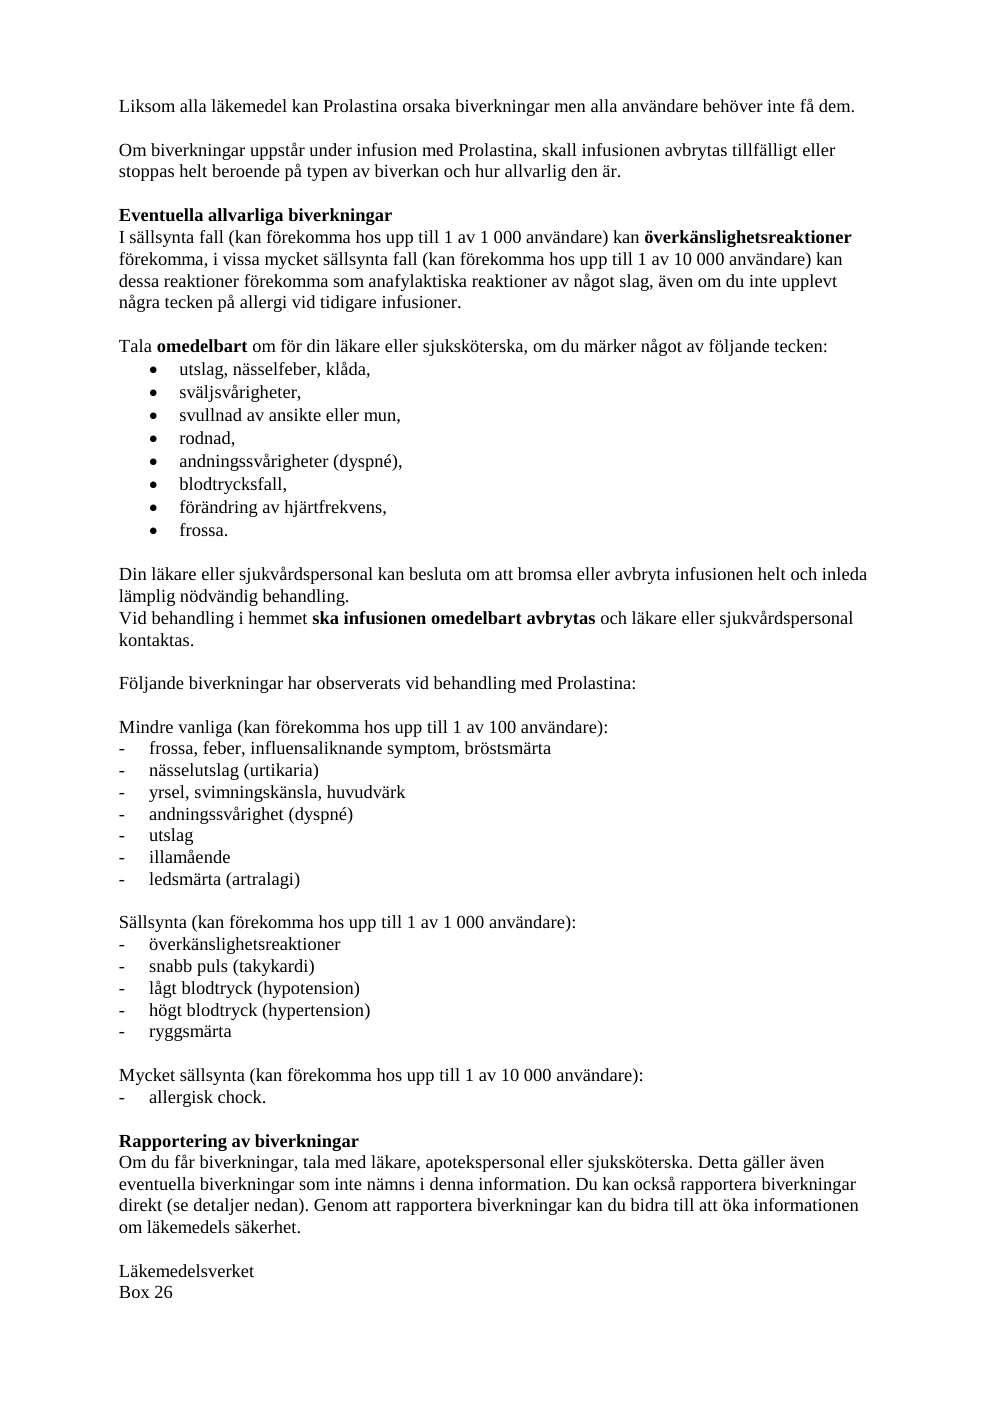 Liksom alla läkemedel kan Prolastina orsaka biverkningar men alla användare behöver inte få dem.
Om biverkningar uppstår under infusion med Prolastina, skall infusionen avbrytas tillfälligt eller
stoppas helt beroende på typen av biverkan och hur allvarlig den är.
Eventuella allvarliga biverkningar
I sällsynta fall (kan förekomma hos upp till 1 av 1 000 användare) kan överkänslighetsreaktioner
förekomma, i vissa mycket sällsynta fall (kan förekomma hos upp till 1 av 10 000 användare) kan
dessa reaktioner förekomma som anafylaktiska reaktioner av något slag, även om du inte upplevt
några tecken på allergi vid tidigare infusioner.
Tala omedelbart om för din läkare eller sjuksköterska, om du märker något av följande tecken:
• utslag, nässelfeber, klåda,
• sväljsvårigheter,
• svullnad av ansikte eller mun,
• rodnad,
• andningssvårigheter (dyspné),
• blodtrycksfall,
• förändring av hjärtfrekvens,
• frossa.
Din läkare eller sjukvårdspersonal kan besluta om att bromsa eller avbryta infusionen helt och inleda
lämplig nödvändig behandling.
Vid behandling i hemmet ska infusionen omedelbart avbrytas och läkare eller sjukvårdspersonal
kontaktas.
Följande biverkningar har observerats vid behandling med Prolastina:
Mindre vanliga (kan förekomma hos upp till 1 av 100 användare):
- frossa, feber, influensaliknande symptom, bröstsmärta
- nässelutslag (urtikaria)
- yrsel, svimningskänsla, huvudvärk
- andningssvårighet (dyspné)
- utslag
- illamående
- ledsmärta (artralagi)
Sällsynta (kan förekomma hos upp till 1 av 1 000 användare):
- överkänslighetsreaktioner
- snabb puls (takykardi)
- lågt blodtryck (hypotension)
- högt blodtryck (hypertension)
- ryggsmärta
Mycket sällsynta (kan förekomma hos upp till 1 av 10 000 användare):
- allergisk chock.
Rapportering av biverkningar
Om du får biverkningar, tala med läkare, apotekspersonal eller sjuksköterska. Detta gäller även
eventuella biverkningar som inte nämns i denna information. Du kan också rapportera biverkningar
direkt (se detaljer nedan). Genom att rapportera biverkningar kan du bidra till att öka informationen
om läkemedels säkerhet.
Läkemedelsverket
Box 26